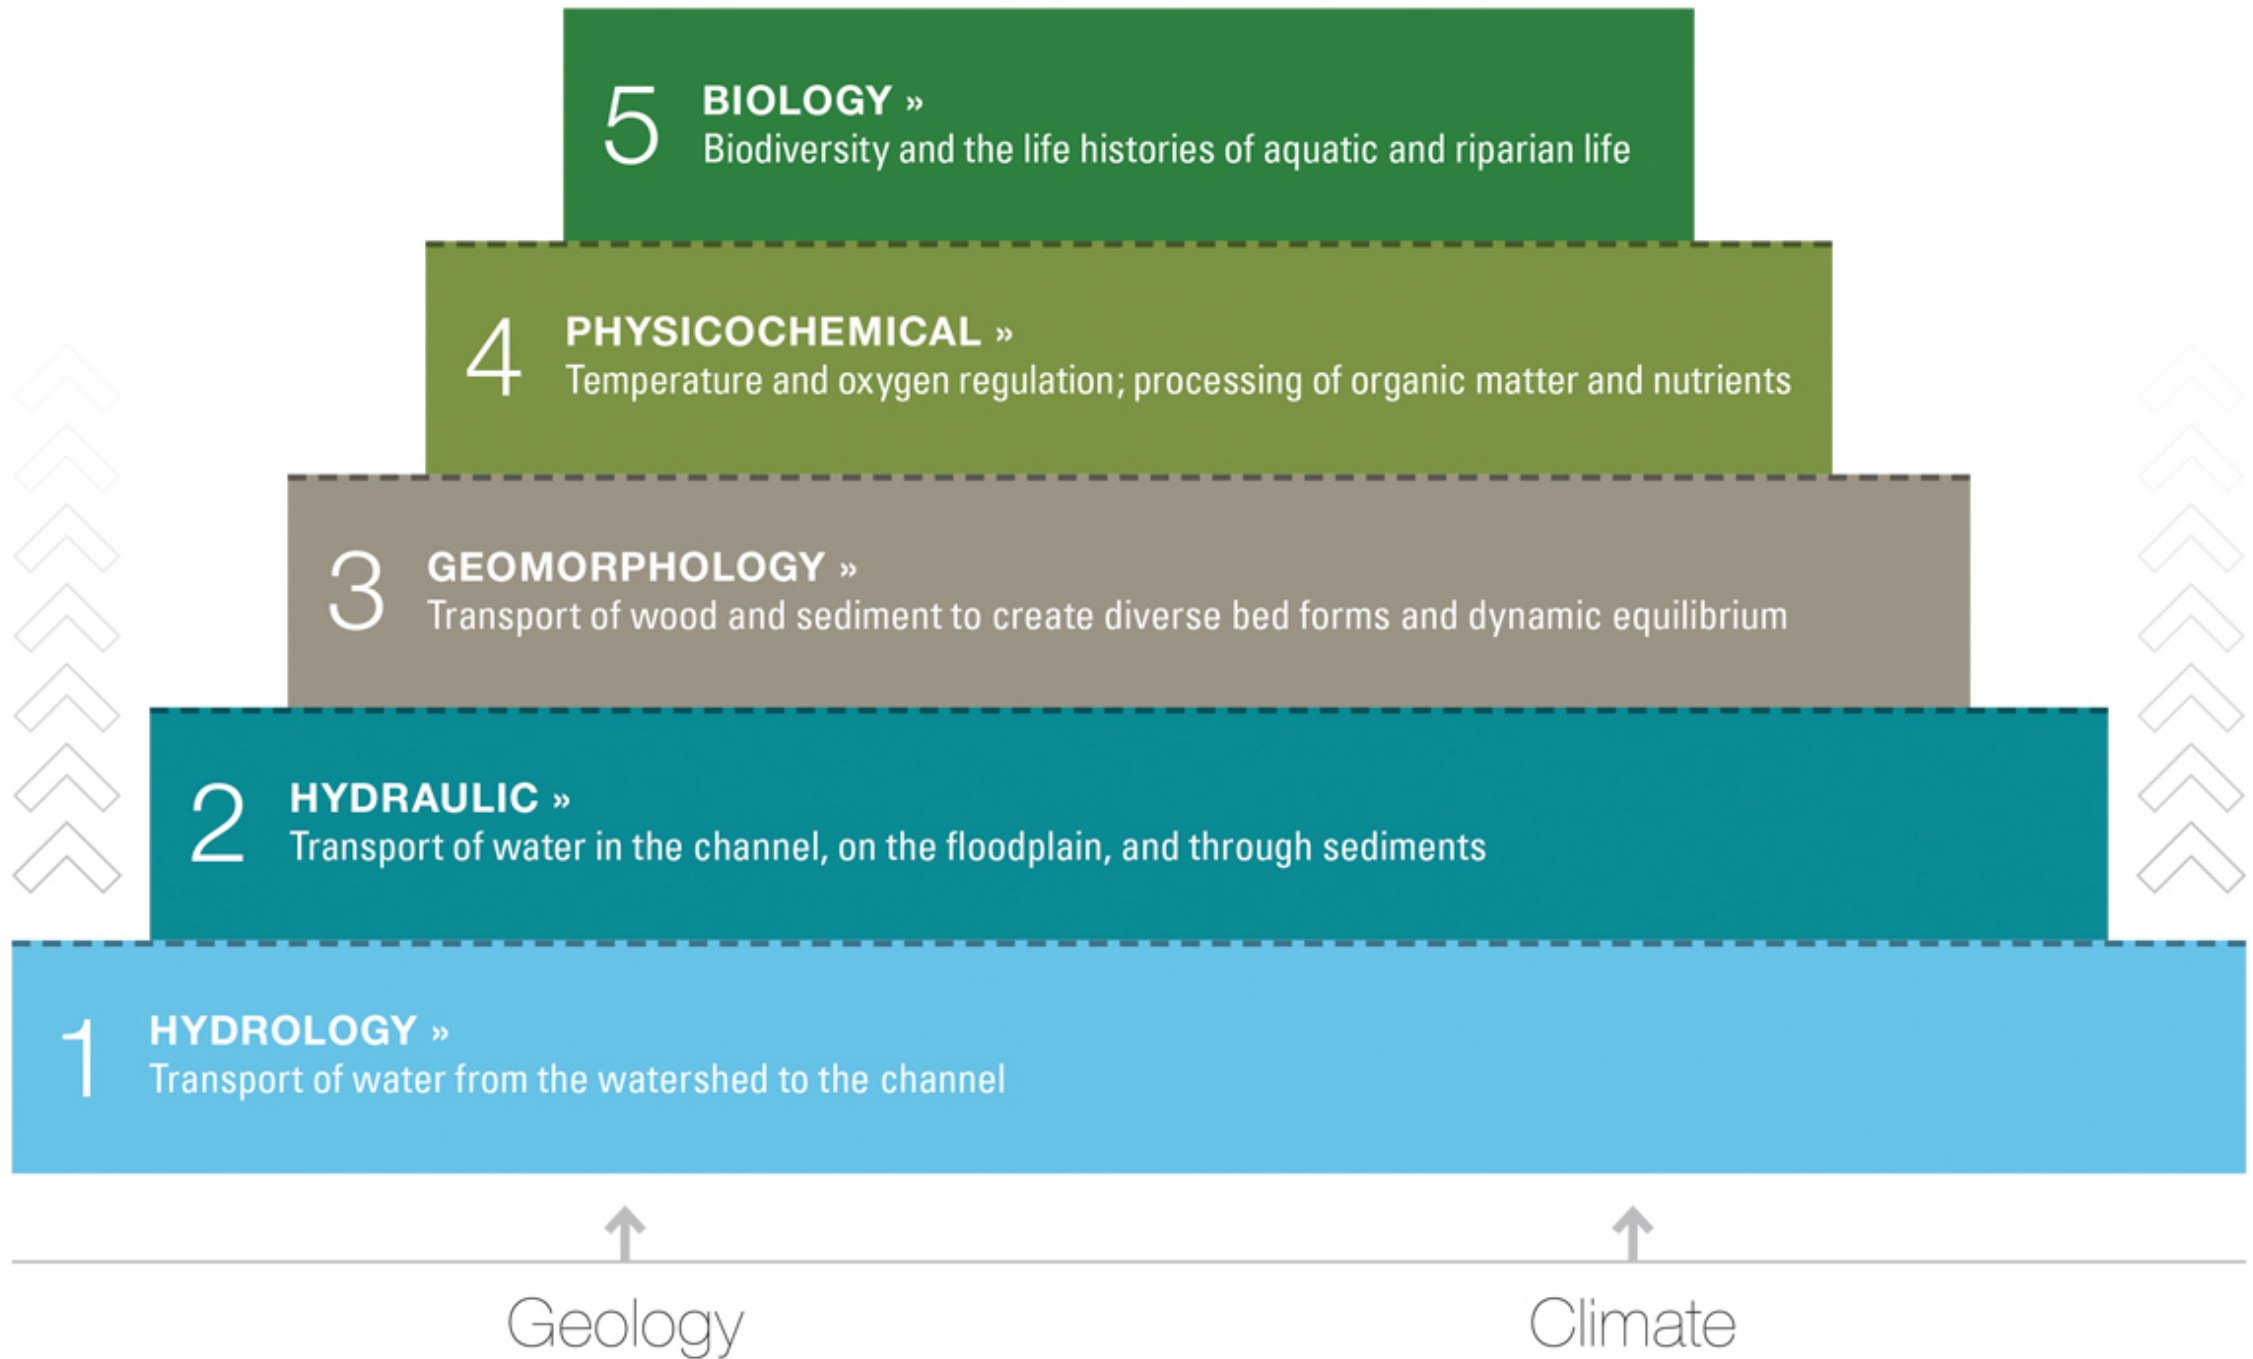 5
BIOLOGY »
Biodiversity and the life histories of aquatic and riparian life
4
PHYSICOCHEMICAL »
Temperature and oxygen regulation; processing of organic matter and nutrients
3
GEOMORPHOLOGY »
Transport of wood and sediment to create diverse bed forms and dynamic equilibrium
2
HYDRAULIC »
Transport of water in the channel, on the floodplain, and through sediments
1
HYDROLOGY »
Transport of water from the watershed to the channel
Geology
Climate